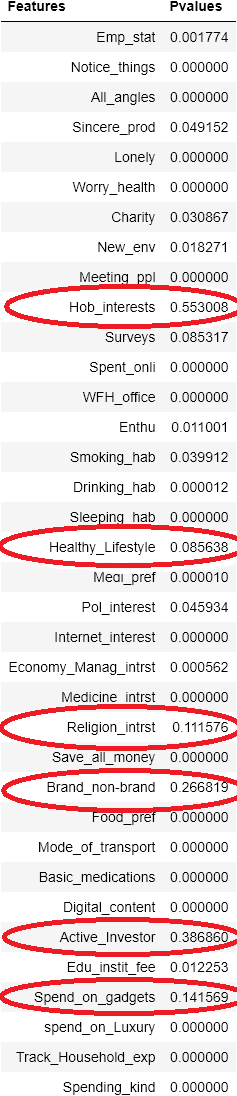 Features Pvalues
Emp_stat 0.001774
Notice_things 0.000000
All_angles 0.000000
Sincere_prod 0.049152
Lonely 0.000000
Worry_health 0.000000
Charity 0.030867
New_env 0.018271
Meeting_ppl 0.000000
Hob_interests 0.553008
Surveys 0.085317
Spent_onli 0.000000
WFH_office 0.000000
Enthu 0.011001
Smoking_hab 0.039912
Drinking_hab 0.000012
Sleeping_hab 0.000000
Healthy_Lifestyle 0.085638
Medi_pref 0.000010
Pol_interest 0.045934
Internet_interest 0.000000
Economy_Manag_intrst 0.000562
Medicine_intrst 0.000000
Religion_intrst 0.111576
Save_all_money 0.000000
Brand_non-brand 0.266819
Food_pref 0.000000
Mode_of_transport 0.000000
Basic_medications 0.000000
Digital_content 0.000000
Active_Investor 0.386860
Edu_instit_fee 0.012253
Spend_on_gadgets 0.141569
spend_on_Luxury 0.000000
Track_Household_exp 0.000000
Spending_kind 0.000000